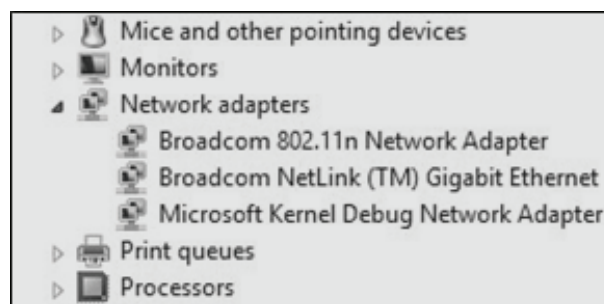 Mice and other pointing devices
Monitors
Network adapters
Broadcom 802.11n Network Adapter
Broadcom NetLink (TM) Gigabit Ethernet
Microsoft Kernel Debug Network Adapter
Print queues
Processors